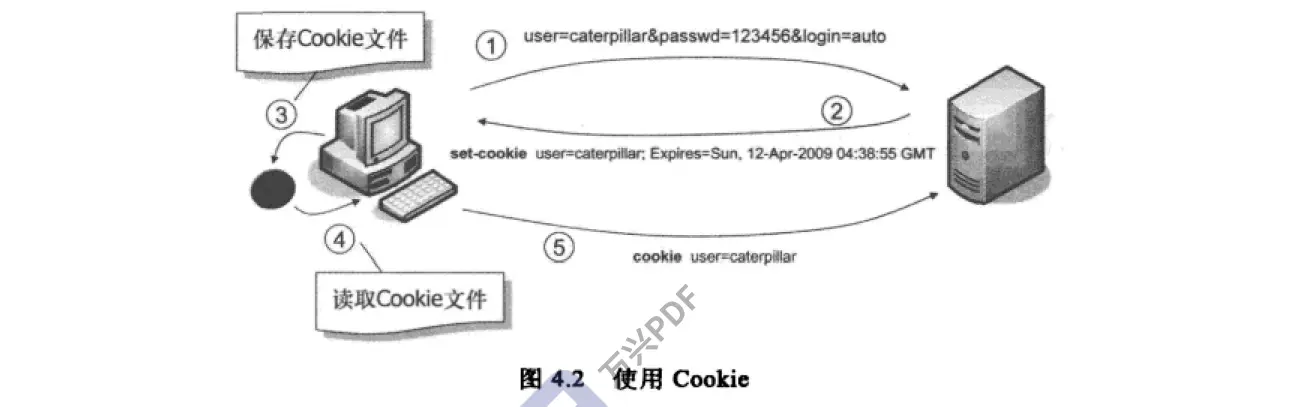 保存Cookie文件
① user=caterpillar&passwd=123456&login=auto
②
③
set-cookie user=caterpillar; Expires=Sun, 12-Apr-2009 04:38:55 GMT
④
⑤
cookie user=caterpillar
读取Cookie文件
万兴PDF
图 4.2 使用 Cookie